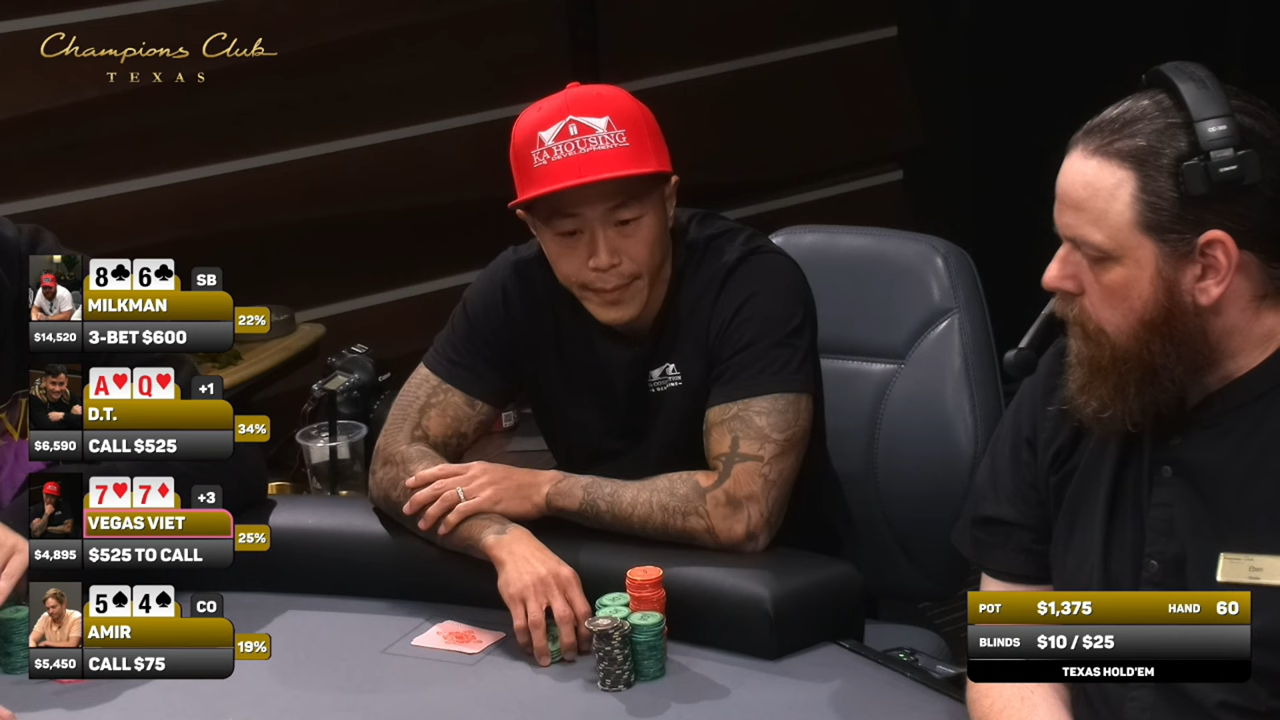 Champions Club
TEXAS
KA HOUSING
& DEVELOPMENT
8♣ 6♣ SB
MILKMAN
22%
$14,520 3-BET $600
A♥ Q♥ +1
D.T.
34%
$6,590 CALL $525
7♥ 7♦ +3
VEGAS VIET
25%
$4,895 $525 TO CALL
5♠ 4♠ CO
AMIR
19%
$5,450 CALL $75
POT $1,375 HAND 60
BLINDS $10 / $25
TEXAS HOLD'EM